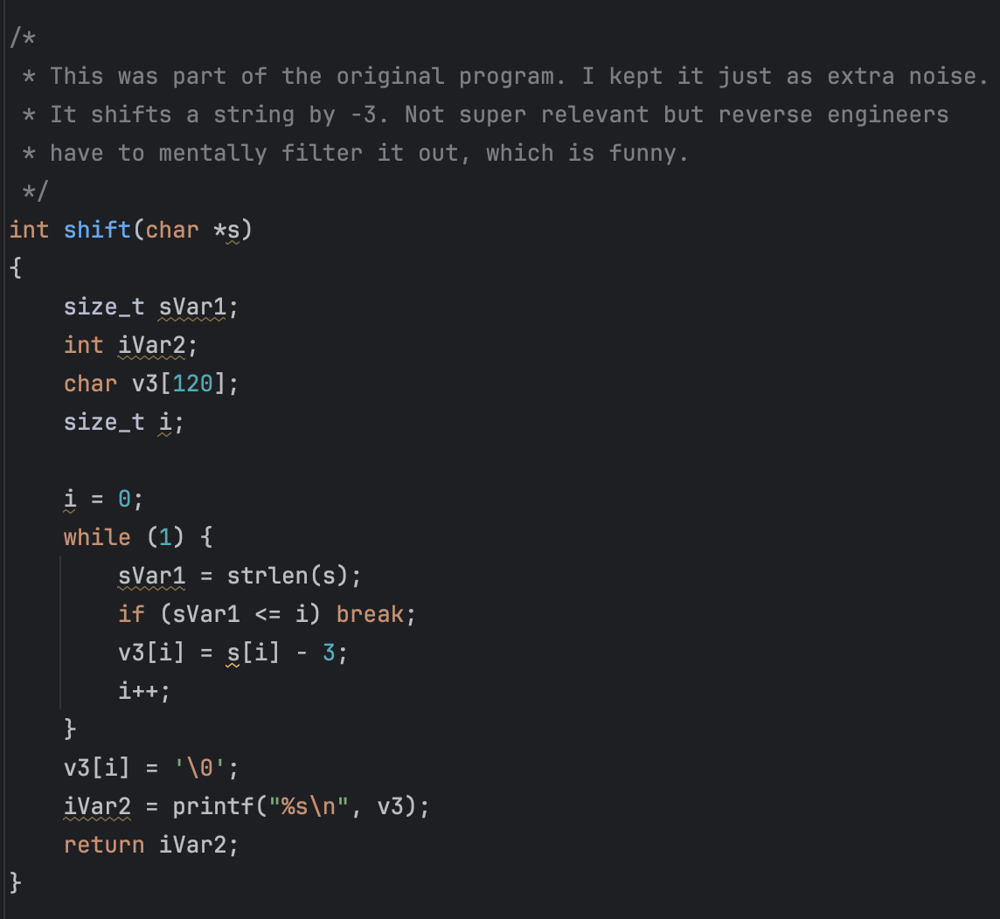 /*
 * This was part of the original program. I kept it just as extra noise.
 * It shifts a string by -3. Not super relevant but reverse engineers
 * have to mentally filter it out, which is funny.
 */
int shift(char *s)
{
    size_t sVar1;
    int iVar2;
    char v3[120];
    size_t i;

    i = 0;
    while (1) {
        sVar1 = strlen(s);
        if (sVar1 <= i) break;
        v3[i] = s[i] - 3;
        i++;
    }
    v3[i] = '\0';
    iVar2 = printf("%s\n", v3);
    return iVar2;
}